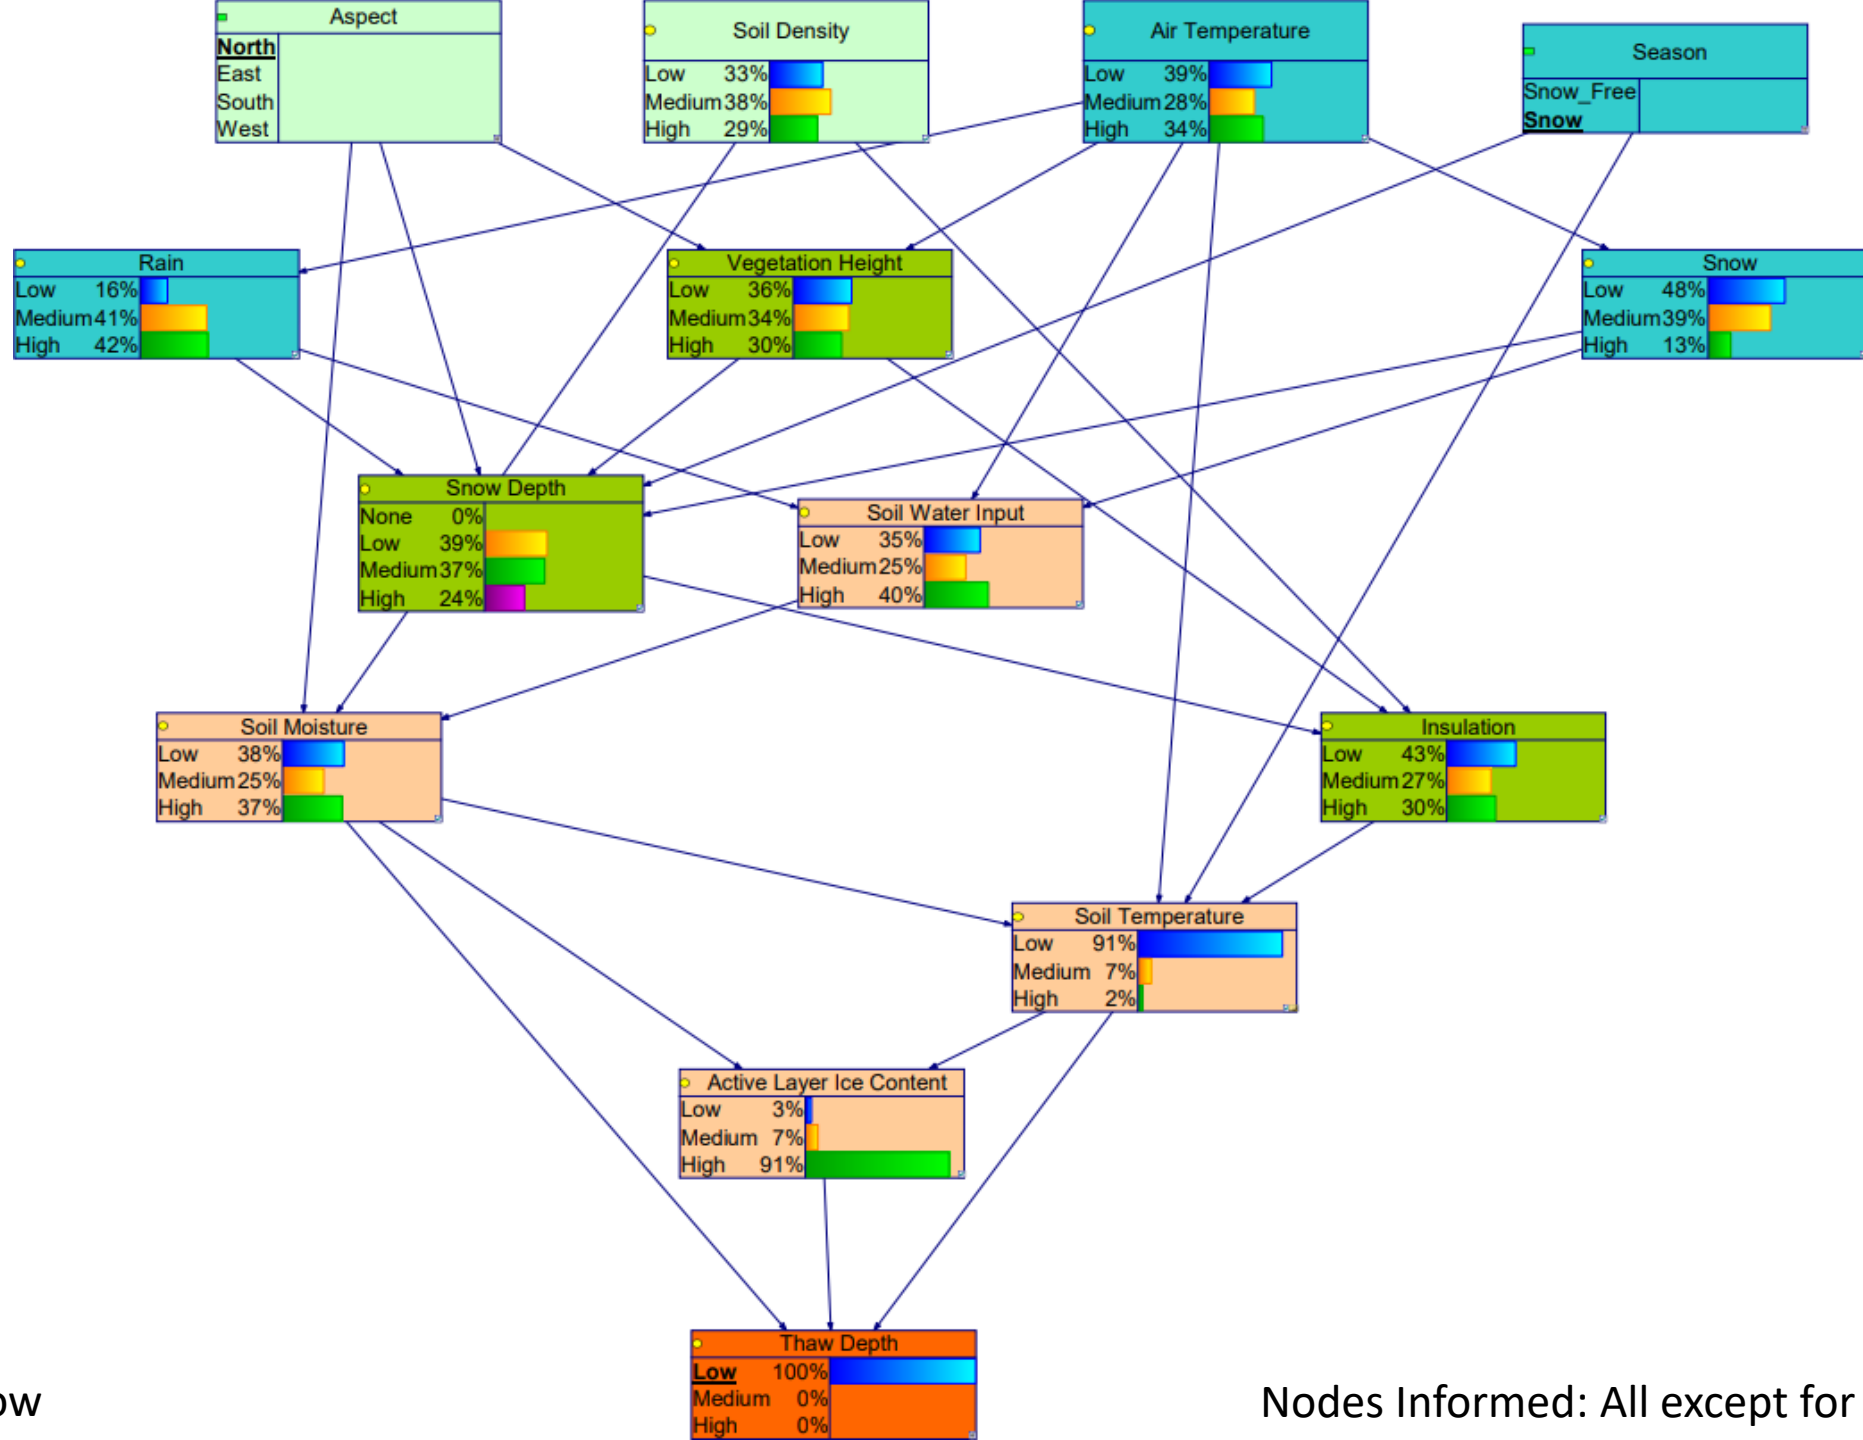 Aspect
North
East
South
West
Soil Density
Low 33%
Medium 38%
High 29%
Air Temperature
Low 39%
Medium 28%
High 34%
Season
Snow_Free
Snow
Rain
Low 16%
Medium 41%
High 42%
Vegetation Height
Low 36%
Medium 34%
High 30%
Snow
Low 48%
Medium 39%
High 13%
Snow Depth
None 0%
Low 39%
Medium 37%
High 24%
Soil Water Input
Low 35%
Medium 25%
High 40%
Soil Moisture
Low 38%
Medium 25%
High 37%
Insulation
Low 43%
Medium 27%
High 30%
Soil Temperature
Low 91%
Medium 7%
High 2%
Active Layer Ice Content
Low 3%
Medium 7%
High 91%
Thaw Depth
Low 100%
Medium 0%
High 0%
ow
Nodes Informed: All except for